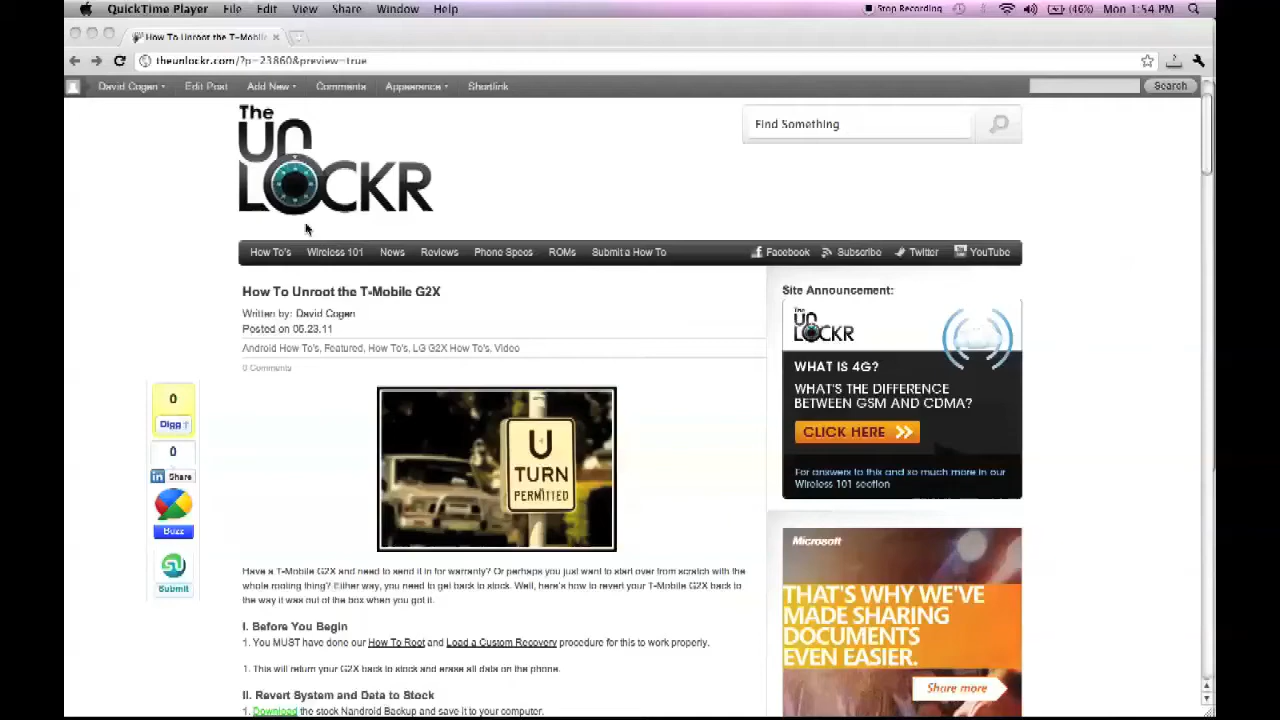 QuickTime Player File Edit View Share Window Help Stop Recording (46%) Mon 1:54 PM
How To Unroot the T-Mobile
theunlockr.com/?p=23860&preview=true
David Cogen Edit Post Add New Comments Appearance Shortlink Search
The
UN
LOCKR
Find Something
How To's Wireless 101 News Reviews Phone Specs ROMs Submit a How To Facebook Subscribe Twitter YouTube
How To Unroot the T-Mobile G2X
Written by: David Cogen
Posted on 05.23.11
Android How To's, Featured, How To's, LG G2X How To's, Video
0 Comments
0
Digg
0
in Share
Buzz
Submit
U
TURN
PERMITTED
Have a T-Mobile G2X and need to send it in for warranty? Or perhaps you just want to start over from scratch with the
whole rooting thing? Either way, you need to get back to stock. Well, here's how to revert your T-Mobile G2X back to
the way it was out of the box when you got it.
I. Before You Begin
1. You MUST have done our How To Root and Load a Custom Recovery procedure for this to work properly.
1. This will return your G2X back to stock and erase all data on the phone.
II. Revert System and Data to Stock
1. Download the stock Nandroid Backup and save it to your computer.
Site Announcement:
The
UN
LOCKR
WHAT IS 4G?
WHAT'S THE DIFFERENCE
BETWEEN GSM AND CDMA?
CLICK HERE >>
For answers to this and so much more in our
Wireless 101 section
Microsoft
THAT'S WHY WE'VE
MADE SHARING
DOCUMENTS
EVEN EASIER.
Share more